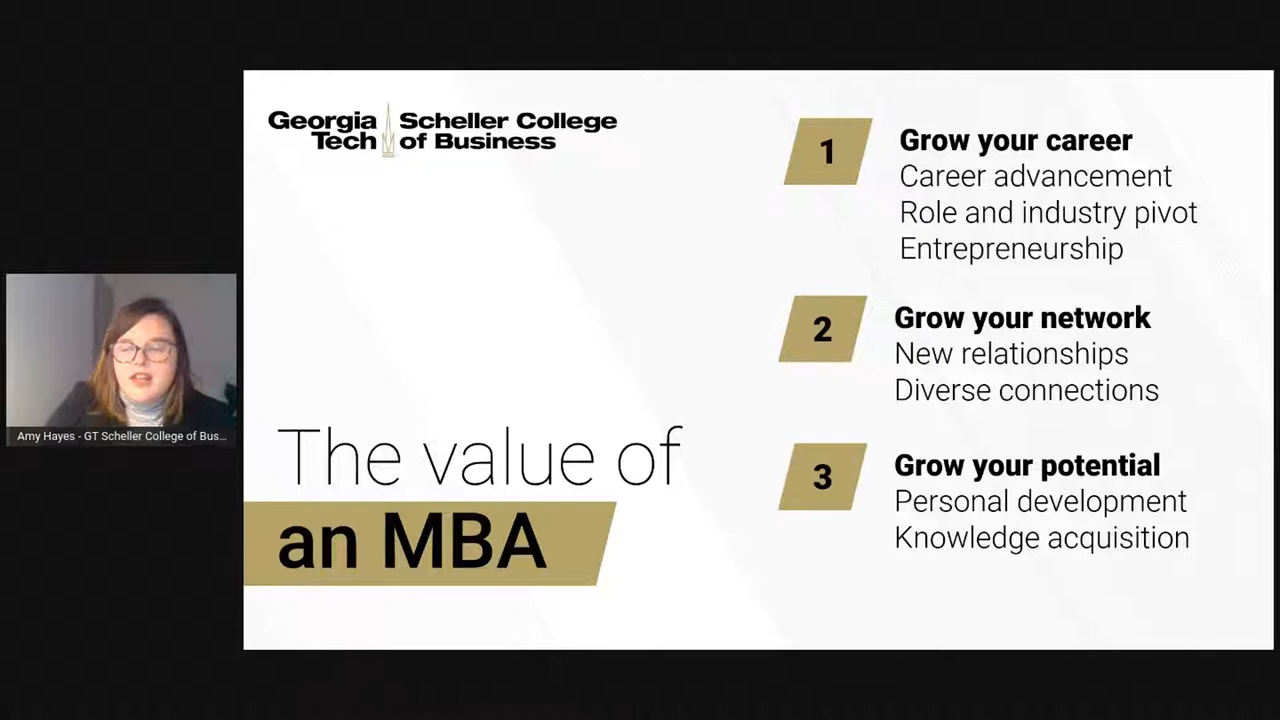 Georgia Tech
Scheller College of Business
The value of
an MBA
1
Grow your career
Career advancement
Role and industry pivot
Entrepreneurship
2
Grow your network
New relationships
Diverse connections
3
Grow your potential
Personal development
Knowledge acquisition
Amy Hayes - GT Scheller College of Bus...